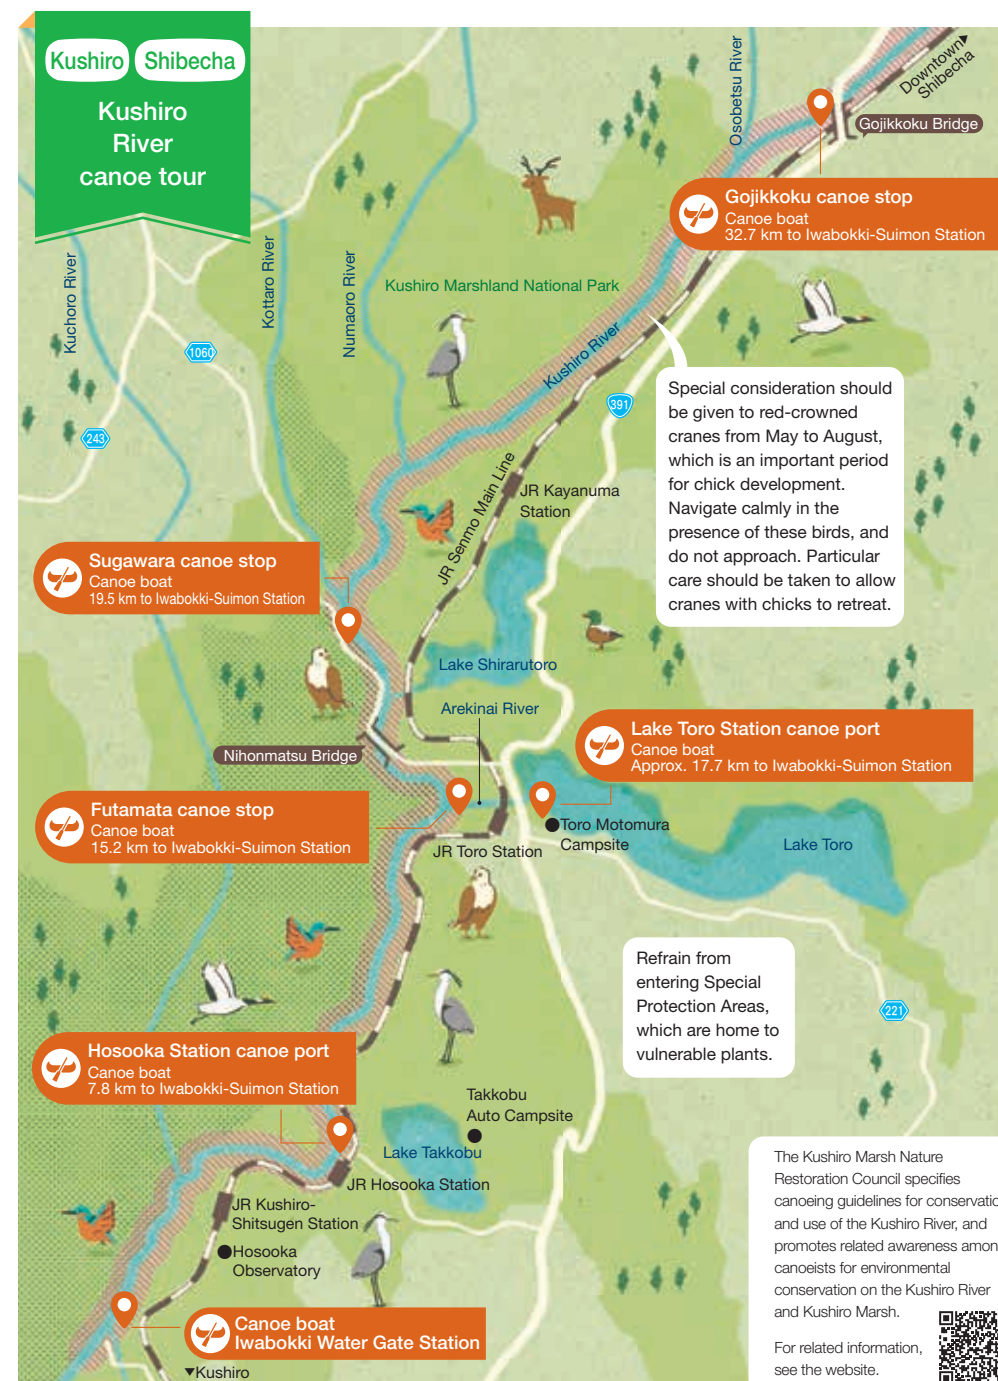 Kushiro Shibecha
Kushiro
River
canoe tour
Osobetsu River
Downtown
Shibecha
Gojikkoku Bridge
Gojikkoku canoe stop
Canoe boat
32.7 km to Iwabokki-Suimon Station
Kuchoro River
Kottaro River
Numaoro River
Kushiro Marshland National Park
Kushiro River
1060
243
391
Special consideration should
be given to red-crowned
cranes from May to August,
which is an important period
for chick development.
Navigate calmly in the
presence of these birds, and
do not approach. Particular
care should be taken to allow
cranes with chicks to retreat.
JR Senmo Main Line
JR Kayanuma
Station
Sugawara canoe stop
Canoe boat
19.5 km to Iwabokki-Suimon Station
Lake Shirarutoro
Arekinai River
Nihonmatsu Bridge
Lake Toro Station canoe port
Canoe boat
Approx. 17.7 km to Iwabokki-Suimon Station
Futamata canoe stop
Canoe boat
15.2 km to Iwabokki-Suimon Station
Toro Motomura
Campsite
JR Toro Station
Lake Toro
Refrain from
entering Special
Protection Areas,
which are home to
vulnerable plants.
221
Hosooka Station canoe port
Canoe boat
7.8 km to Iwabokki-Suimon Station
Takkobu
Auto Campsite
Lake Takkobu
JR Hosooka Station
JR Kushiro-
Shitsugen Station
Hosooka
Observatory
Canoe boat
Iwabokki Water Gate Station
▼Kushiro
The Kushiro Marsh Nature
Restoration Council specifies
canoeing guidelines for conservatio
and use of the Kushiro River, and
promotes related awareness amon
canoeists for environmental
conservation on the Kushiro River
and Kushiro Marsh.
For related information,
see the website.